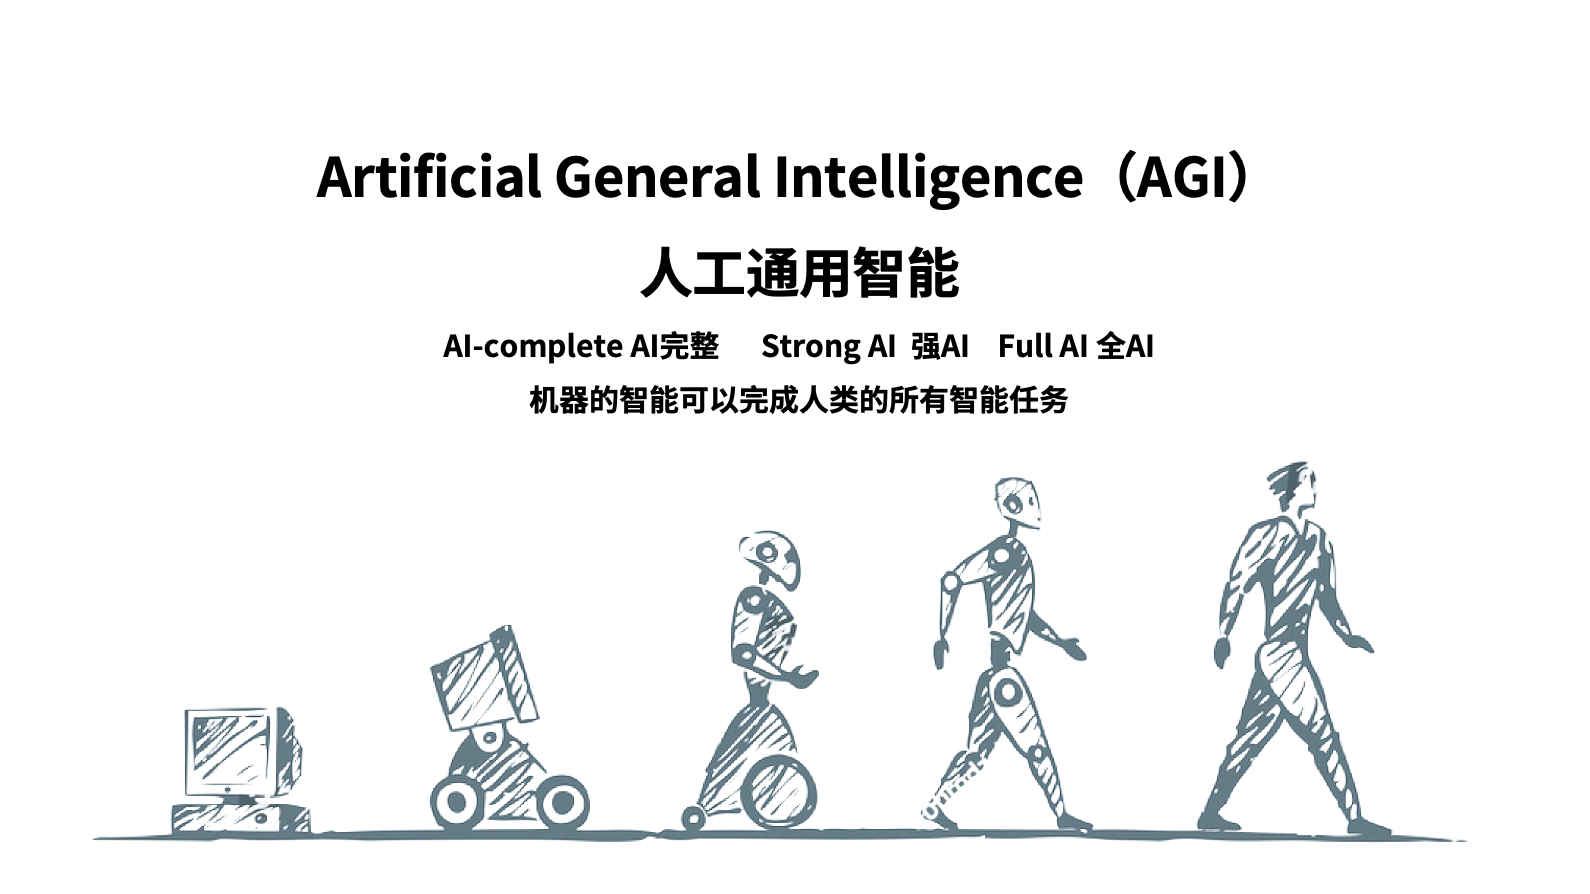 Artificial General Intelligence（AGI）
人工通用智能
AI-complete AI完整 Strong AI 强AI Full AI 全AI
机器的智能可以完成人类的所有智能任务